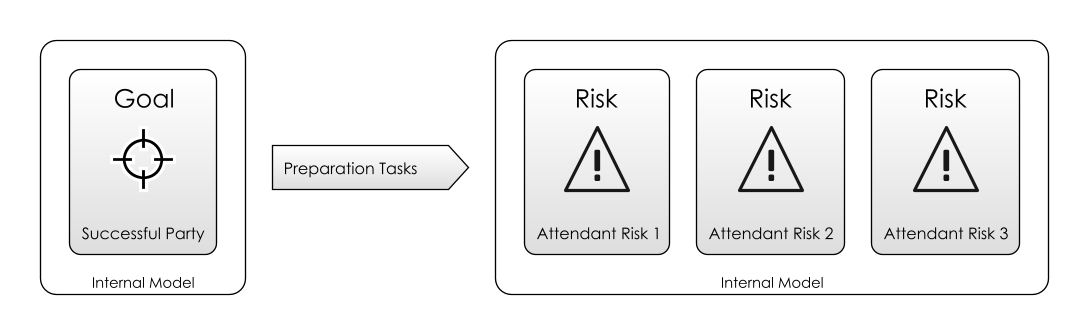 Goal
Successful Party
Internal Model
Preparation Tasks
Risk
!
Attendant Risk 1
Risk
!
Attendant Risk 2
Risk
!
Attendant Risk 3
Internal Model